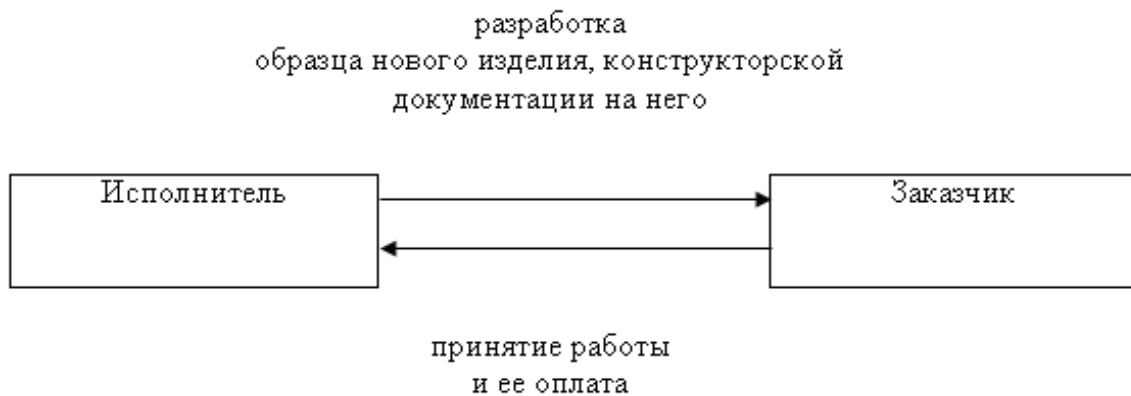 разработка
образца нового изделия, конструкторской
документации на него
Исполнитель
Заказчик
принятие работы
и ее оплата